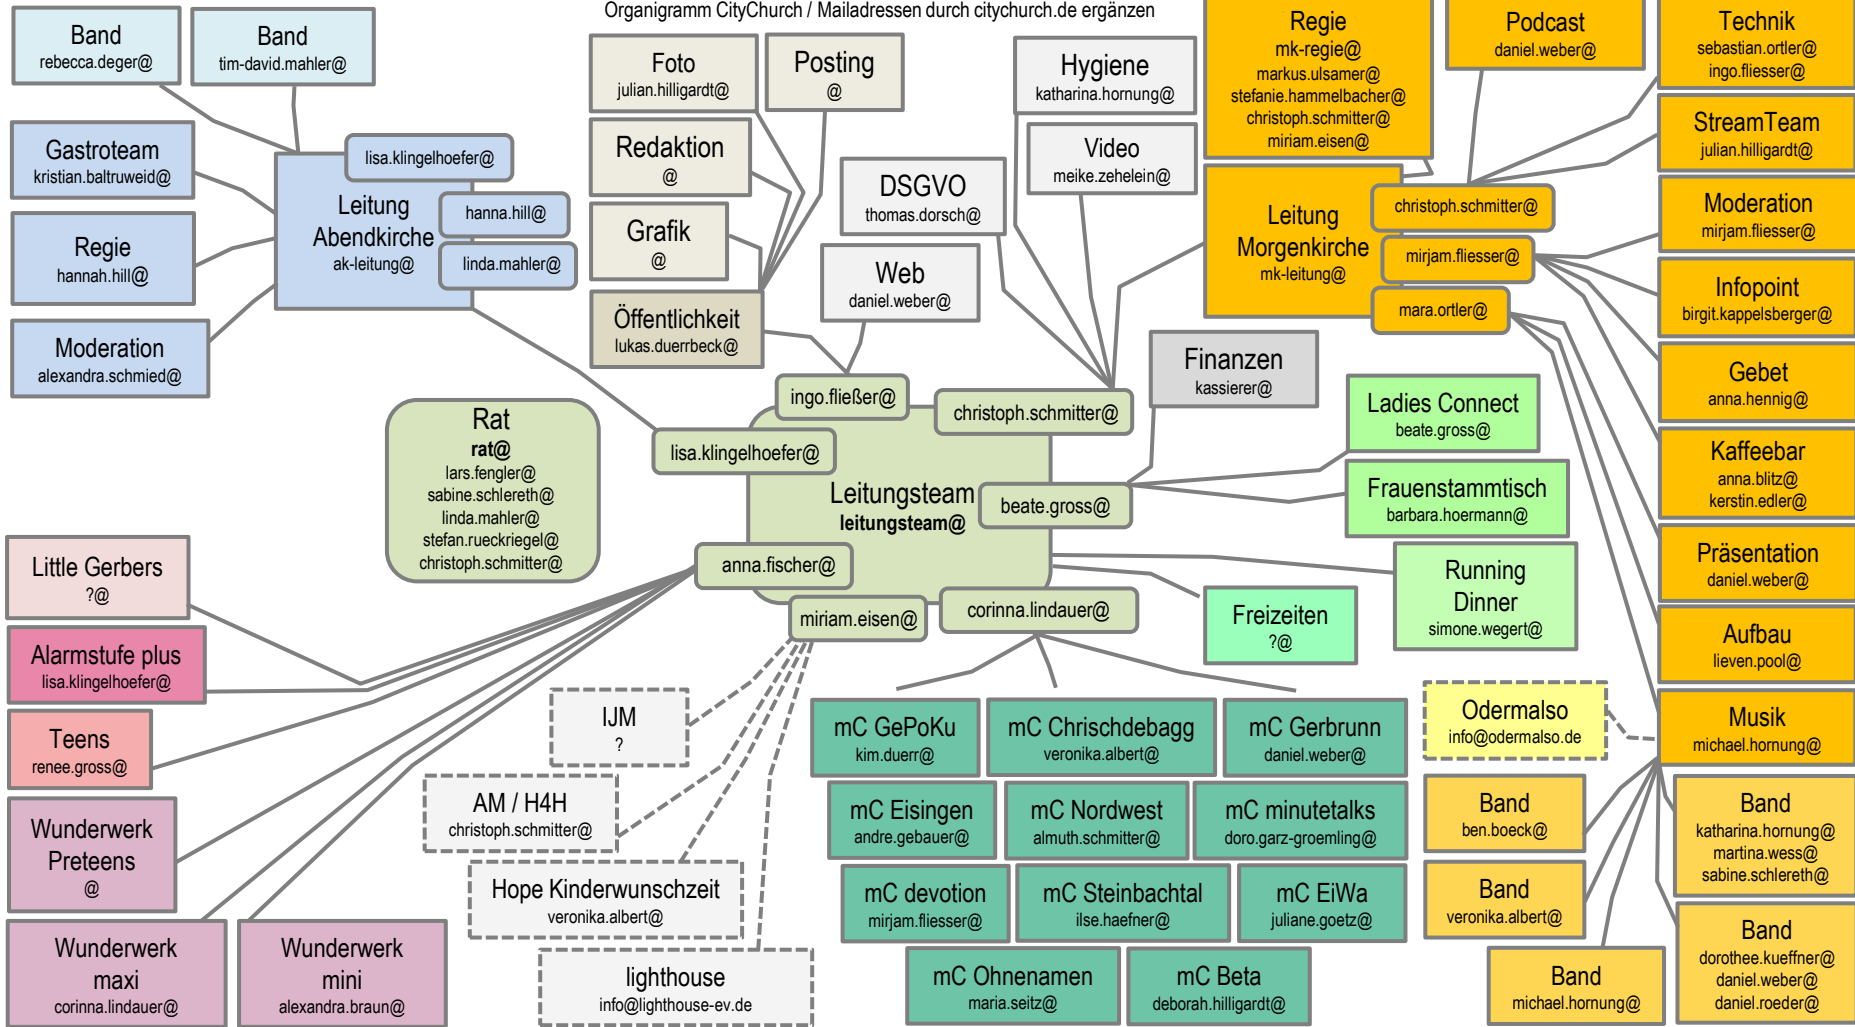 Organigramm CityChurch / Mailadressen durch citychurch.de ergänzen
Band
rebecca.deger@
Band
tim-david.mahler@
Gastroteam
kristian.baltruweid@
Regie
hannah.hill@
Moderation
alexandra.schmied@
Leitung
Abendkirche
ak-leitung@
lisa.klingelhoefer@
hanna.hill@
linda.mahler@
Foto
julian.hilligardt@
Posting
@
Redaktion
@
Grafik
@
Öffentlichkeit
lukas.duerrbeck@
Hygiene
katharina.hornung@
Video
meike.zehelein@
DSGVO
thomas.dorsch@
Web
daniel.weber@
Regie
mk-regie@
markus.ulsamer@
stefanie.hammelbacher@
christoph.schmitter@
miriam.eisen@
Podcast
daniel.weber@
Technik
sebastian.ortler@
ingo.fliesser@
StreamTeam
julian.hilligardt@
Leitung
Morgenkirche
mk-leitung@
christoph.schmitter@
mirjam.fliesser@
mara.ortler@
Moderation
mirjam.fliesser@
Infopoint
birgit.kappelsberger@
Gebet
anna.hennig@
Kaffeebar
anna.blitz@
kerstin.edler@
Präsentation
daniel.weber@
Aufbau
lieven.pool@
Musik
michael.hornung@
Finanzen
kassierer@
Ladies Connect
beate.gross@
Frauenstammtisch
barbara.hoermann@
Running
Dinner
simone.wegert@
Freizeiten
?@
Rat
rat@
lars.fengler@
sabine.schlereth@
linda.mahler@
stefan.rueckriegel@
christoph.schmitter@
Leitungsteam
leitungsteam@
ingo.fließer@
christoph.schmitter@
lisa.klingelhoefer@
beate.gross@
anna.fischer@
miriam.eisen@
corinna.lindauer@
Little Gerbers
?@
Alarmstufe plus
lisa.klingelhoefer@
Teens
renee.gross@
Wunderwerk
Preteens
@
Wunderwerk
maxi
corinna.lindauer@
Wunderwerk
mini
alexandra.braun@
IJM
?
AM / H4H
christoph.schmitter@
Hope Kinderwunschzeit
veronika.albert@
lighthouse
info@lighthouse-ev.de
mC GePoKu
kim.duerr@
mC Chrischdebagg
veronika.albert@
mC Gerbrunn
daniel.weber@
mC Eisingen
andre.gebauer@
mC Nordwest
almuth.schmitter@
mC minutetalks
doro.garz-groemling@
mC devotion
mirjam.fliesser@
mC Steinbachtal
ilse.haefner@
mC EiWa
juliane.goetz@
mC Ohnenamen
maria.seitz@
mC Beta
deborah.hilligardt@
Odermalso
info@odermalso.de
Band
ben.boeck@
Band
katharina.hornung@
martina.wess@
sabine.schlereth@
Band
veronika.albert@
Band
michael.hornung@
Band
dorothee.kueffner@
daniel.weber@
daniel.roeder@